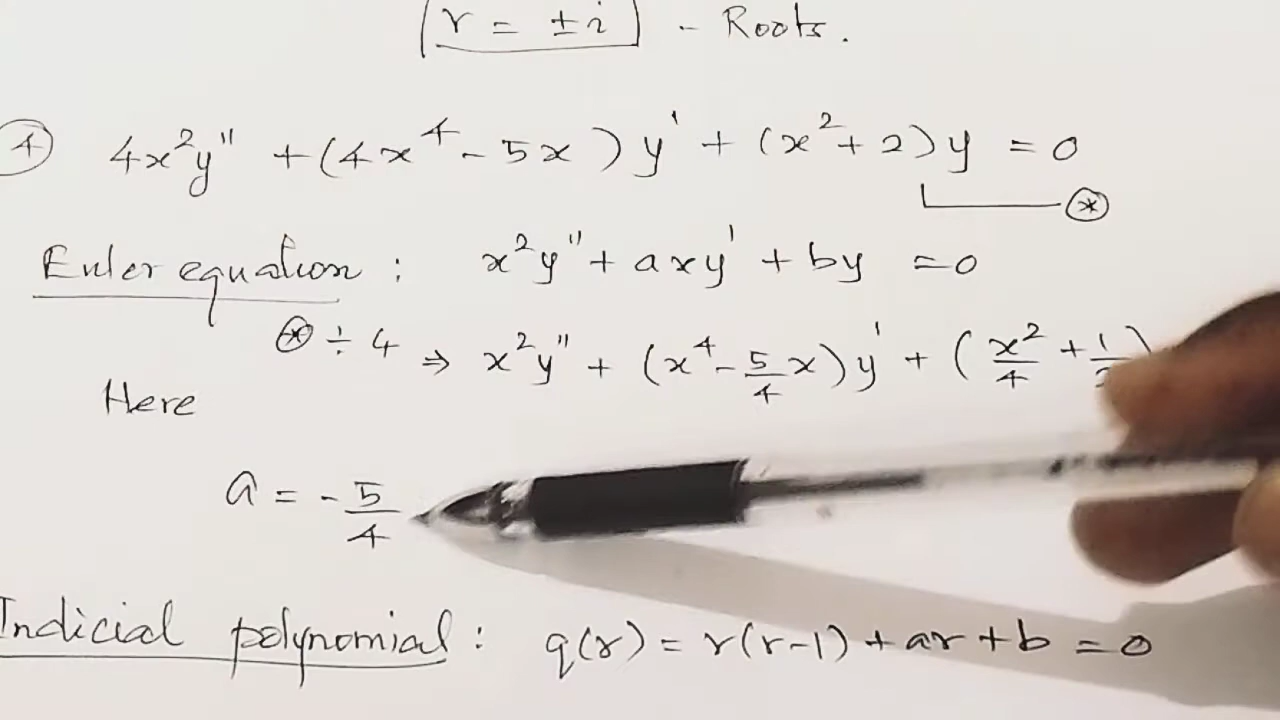 r = ±i - Roots.
4 4x²y'' + (4x⁴ - 5x) y' + (x² + 2) y = 0
*
Euler equation : x²y'' + axy' + by = 0
* ÷ 4 ⇒ x²y'' + (x⁴ - 5/4 x) y' + (x²/4 + 1/
Here
a = - 5/4
Indicial polynomial : q(r) = r(r-1) + ar + b = 0